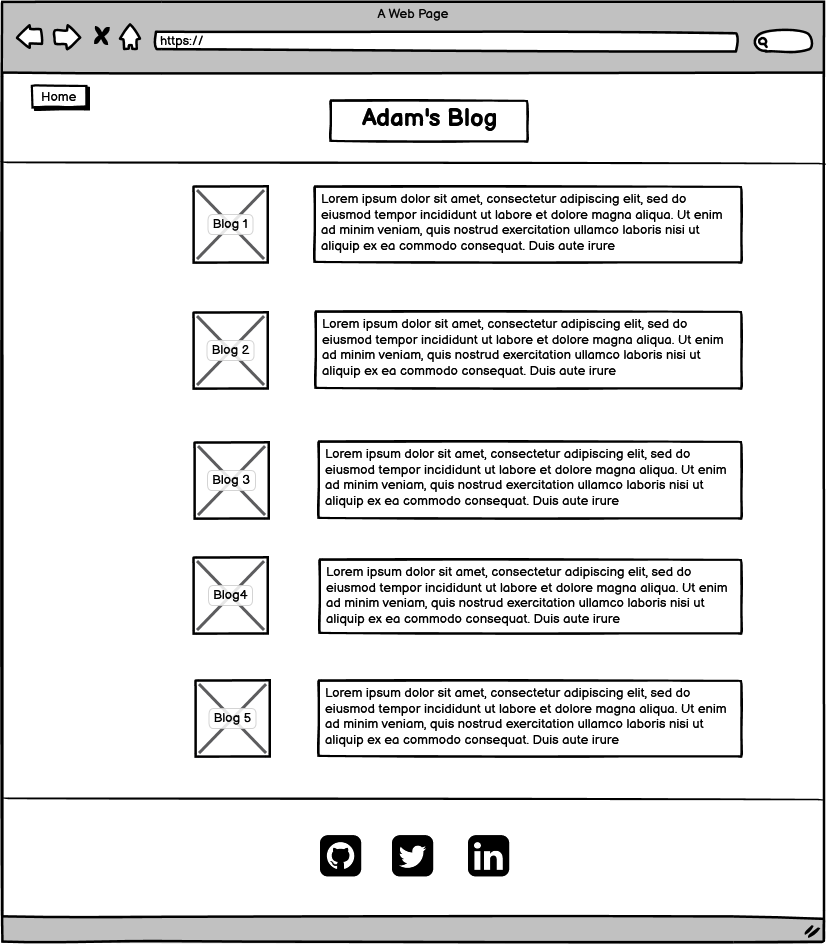 A Web Page
https://
Home
Adam's Blog
Blog 1
Lorem ipsum dolor sit amet, consectetur adipiscing elit, sed do
eiusmod tempor incididunt ut labore et dolore magna aliqua. Ut enim
ad minim veniam, quis nostrud exercitation ullamco laboris nisi ut
aliquip ex ea commodo consequat. Duis aute irure
Blog 2
Lorem ipsum dolor sit amet, consectetur adipiscing elit, sed do
eiusmod tempor incididunt ut labore et dolore magna aliqua. Ut enim
ad minim veniam, quis nostrud exercitation ullamco laboris nisi ut
aliquip ex ea commodo consequat. Duis aute irure
Blog 3
Lorem ipsum dolor sit amet, consectetur adipiscing elit, sed do
eiusmod tempor incididunt ut labore et dolore magna aliqua. Ut enim
ad minim veniam, quis nostrud exercitation ullamco laboris nisi ut
aliquip ex ea commodo consequat. Duis aute irure
Blog4
Lorem ipsum dolor sit amet, consectetur adipiscing elit, sed do
eiusmod tempor incididunt ut labore et dolore magna aliqua. Ut enim
ad minim veniam, quis nostrud exercitation ullamco laboris nisi ut
aliquip ex ea commodo consequat. Duis aute irure
Blog 5
Lorem ipsum dolor sit amet, consectetur adipiscing elit, sed do
eiusmod tempor incididunt ut labore et dolore magna aliqua. Ut enim
ad minim veniam, quis nostrud exercitation ullamco laboris nisi ut
aliquip ex ea commodo consequat. Duis aute irure
in